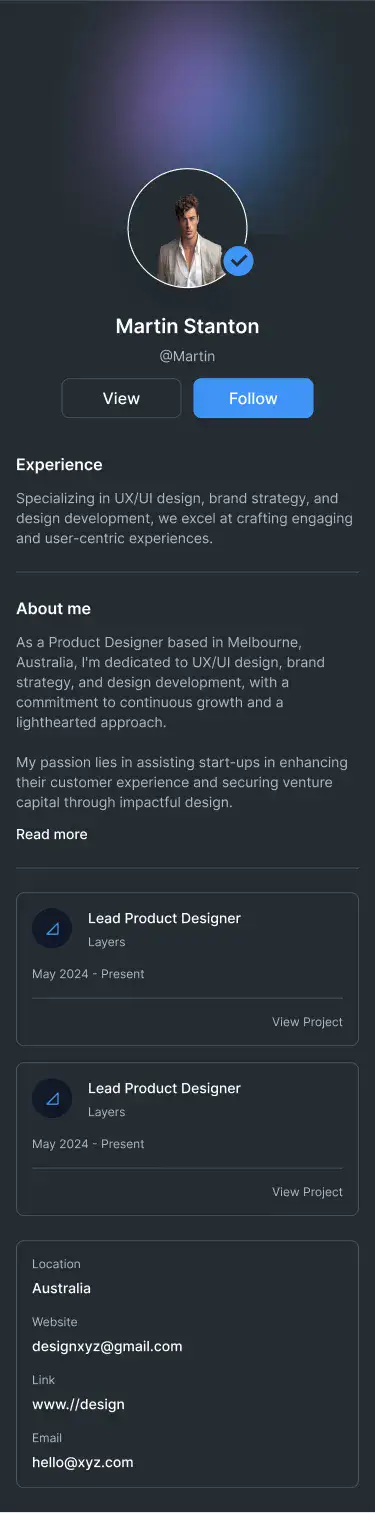 Martin Stanton
@Martin
View
Follow
Experience
Specializing in UX/UI design, brand strategy, and
design development, we excel at crafting engaging
and user-centric experiences.
About me
As a Product Designer based in Melbourne,
Australia, I'm dedicated to UX/UI design, brand
strategy, and design development, with a
commitment to continuous growth and a
lighthearted approach.
My passion lies in assisting start-ups in enhancing
their customer experience and securing venture
capital through impactful design.
Read more
Lead Product Designer
Layers
May 2024 - Present
View Project
Lead Product Designer
Layers
May 2024 - Present
View Project
Location
Australia
Website
designxyz@gmail.com
Link
www.//design
Email
hello@xyz.com